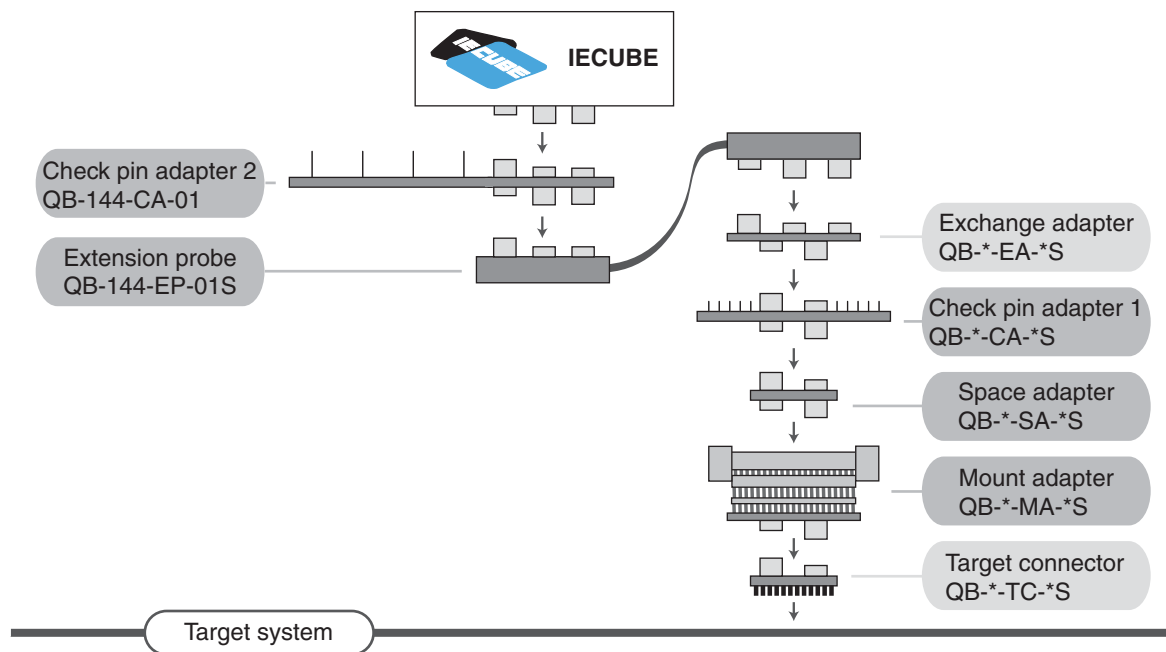 IECUBE
IECUBE
Check pin adapter 2
QB-144-CA-01
Extension probe
QB-144-EP-01S
Exchange adapter
QB-*-EA-*S
Check pin adapter 1
QB-*-CA-*S
Space adapter
QB-*-SA-*S
Mount adapter
QB-*-MA-*S
Target connector
QB-*-TC-*S
Target system